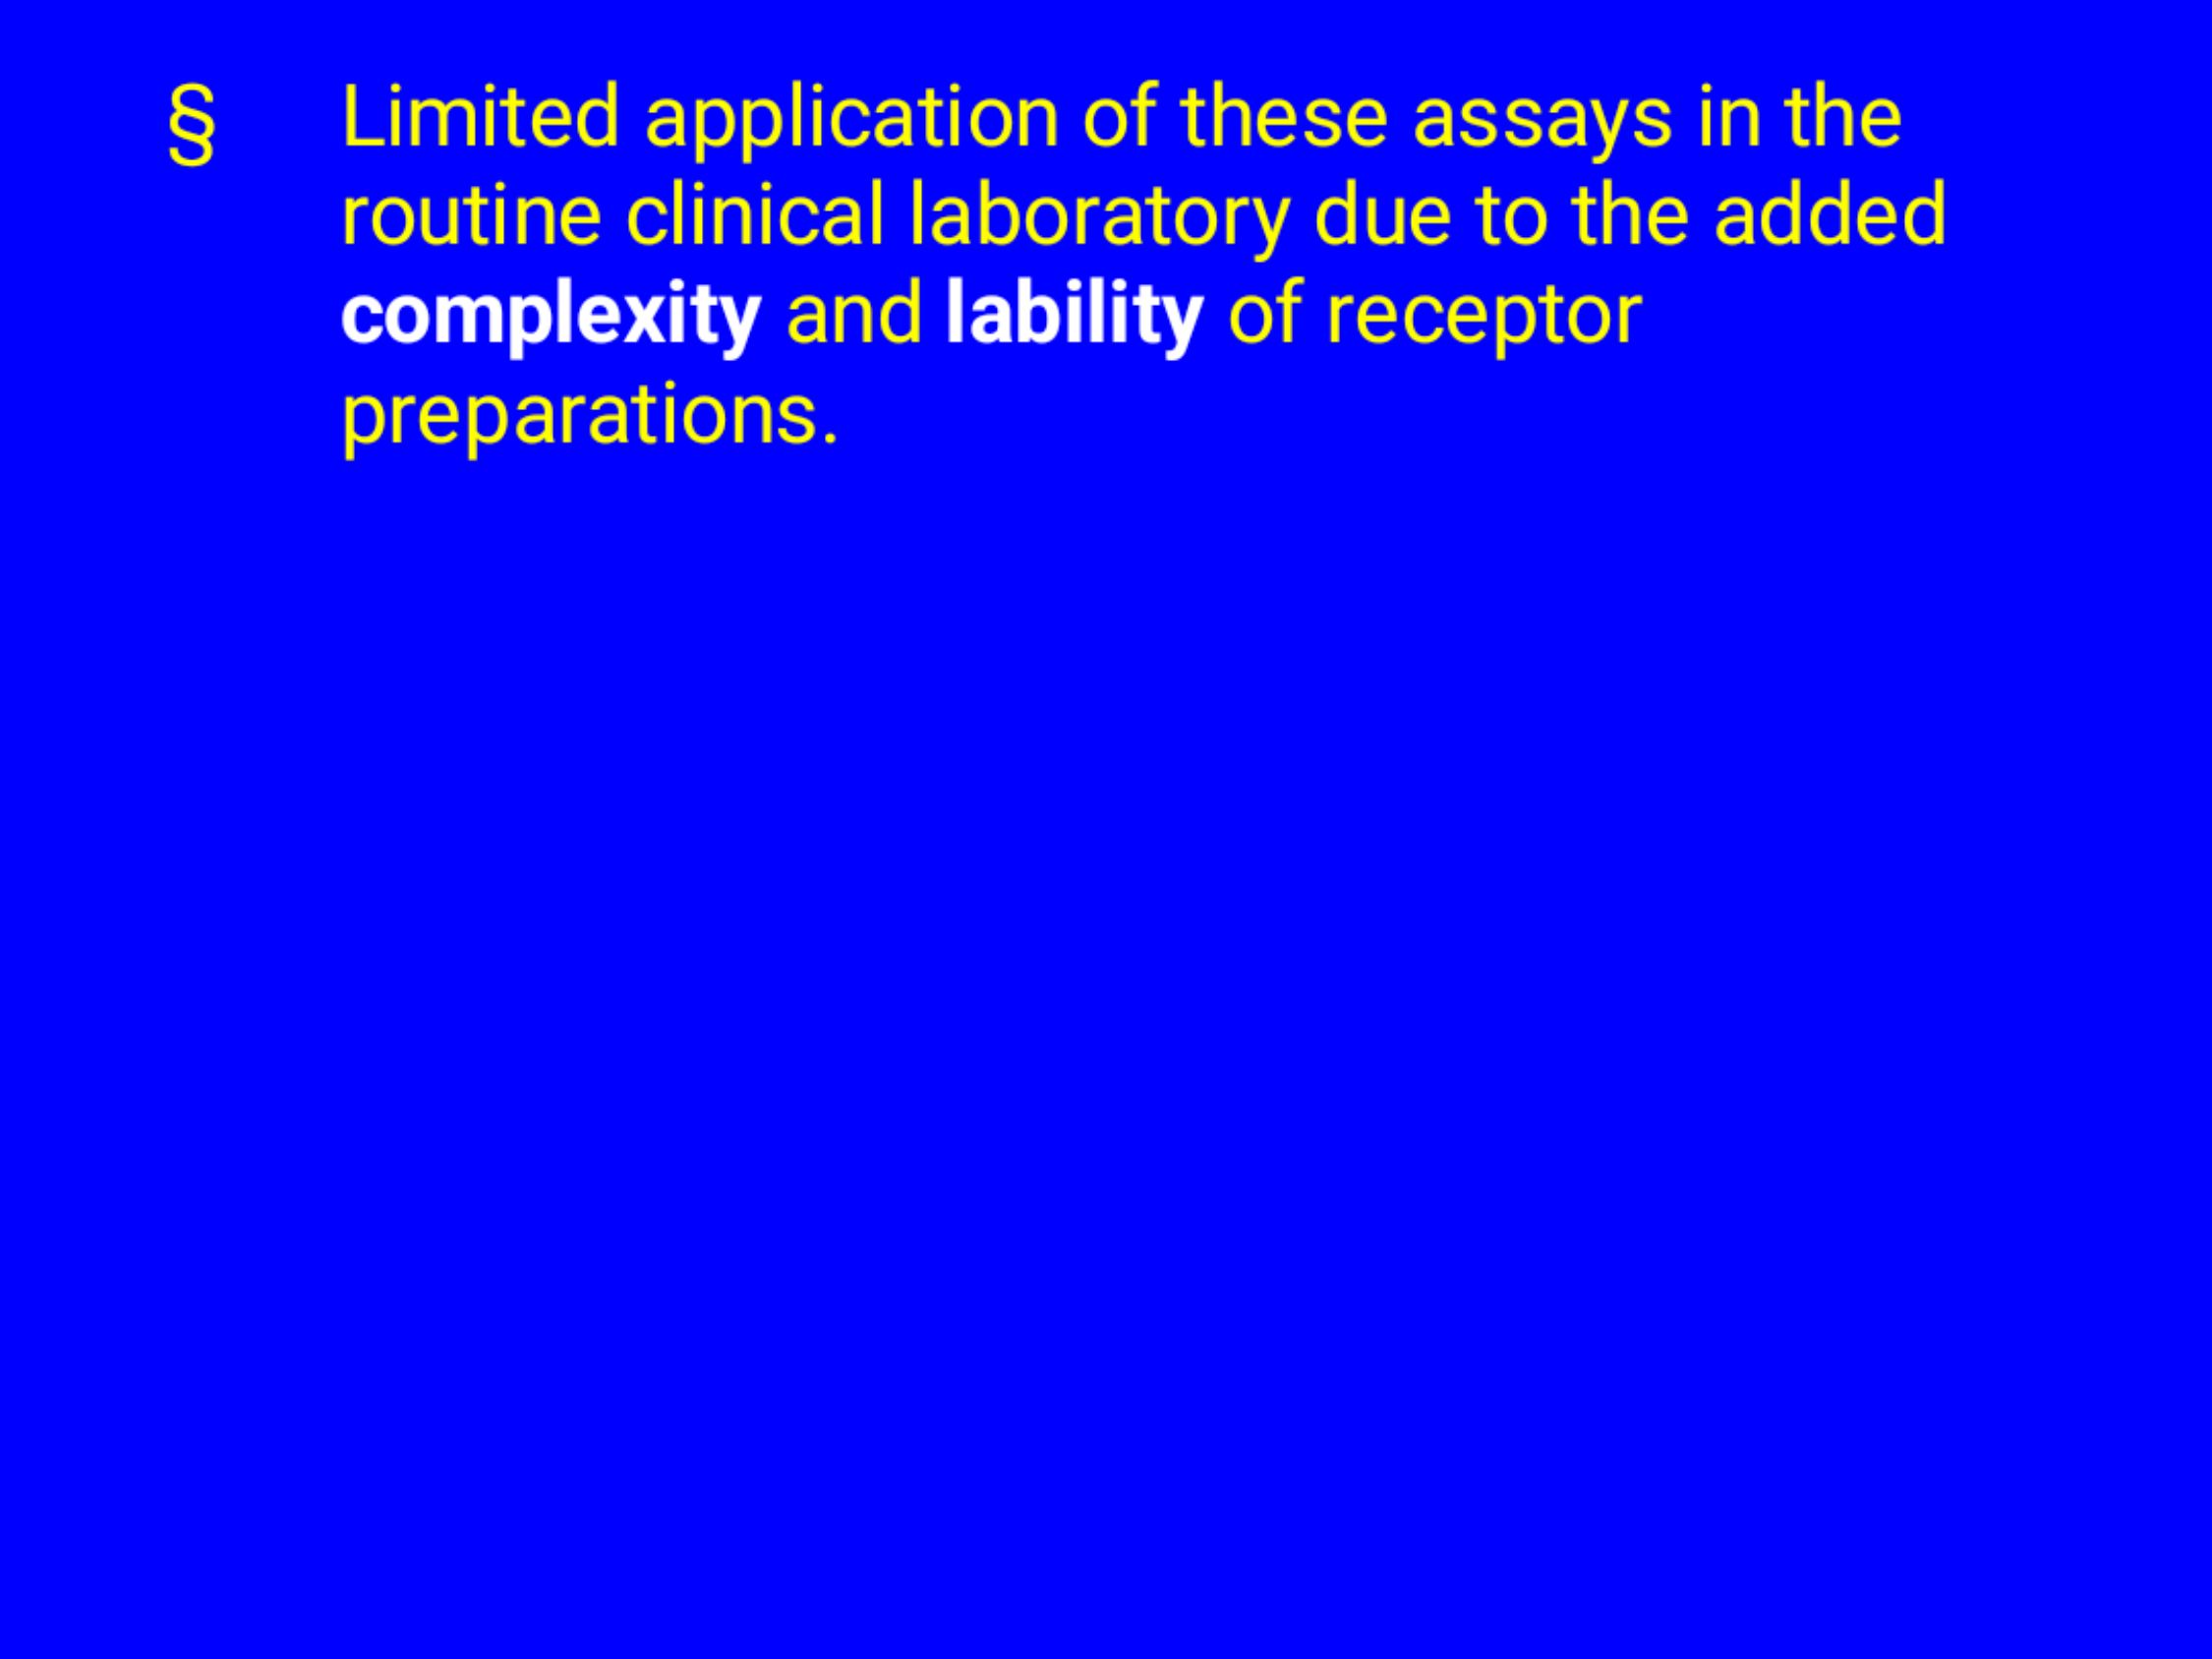 § Limited application of these assays in the
routine clinical laboratory due to the added
complexity and lability of receptor
preparations.